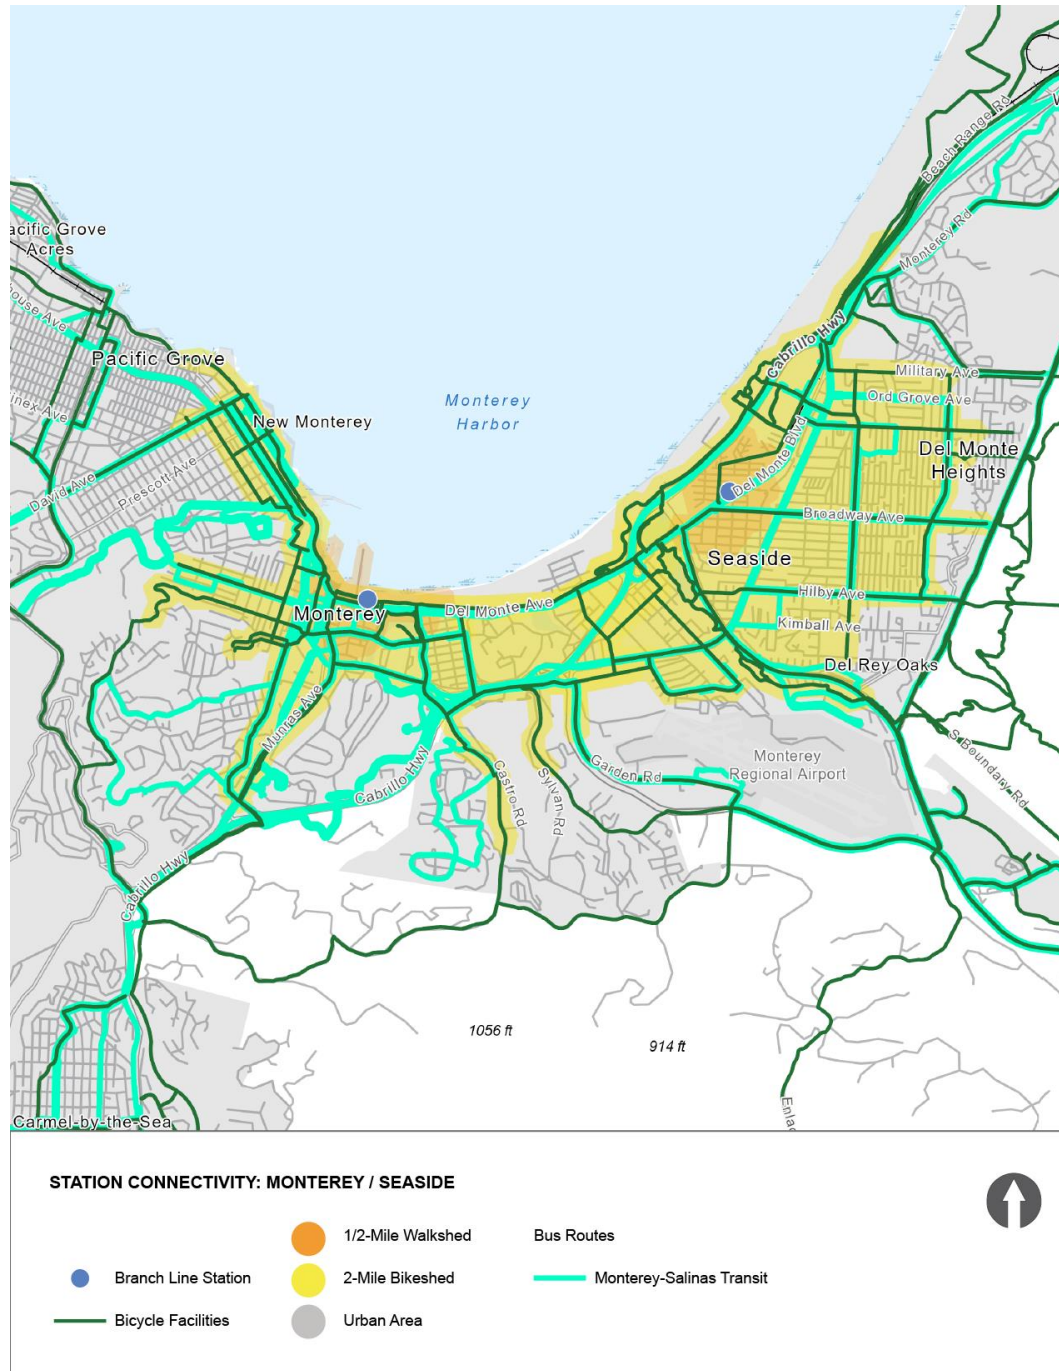 Beach Range Rd
Monterey Rd
acific Grove
Acres
house Ave
Cabrillo Hwy
Pacific Grove
Military Ave
inex Ave
Ord Grove Ave
Monterey
Harbor
New Monterey
Del Monte Blvd
Del Monte
Heights
David Ave
Prescott Ave
Broadway Ave
Seaside
Hilby Ave
Monterey
Del Monte Ave
Kimball Ave
Del Rey Oaks
Munras Ave
S Boundary Rd
Monterey
Regional Airport
Garden Rd
Cabrillo Hwy
Castro Rd
Sylvan Rd
Cabrillo Hwy
1056 ft
914 ft
Enlac
Carmel-by-the-Sea
STATION CONNECTIVITY: MONTEREY / SEASIDE
1/2-Mile Walkshed
Bus Routes
Branch Line Station
2-Mile Bikeshed
Monterey-Salinas Transit
Bicycle Facilities
Urban Area